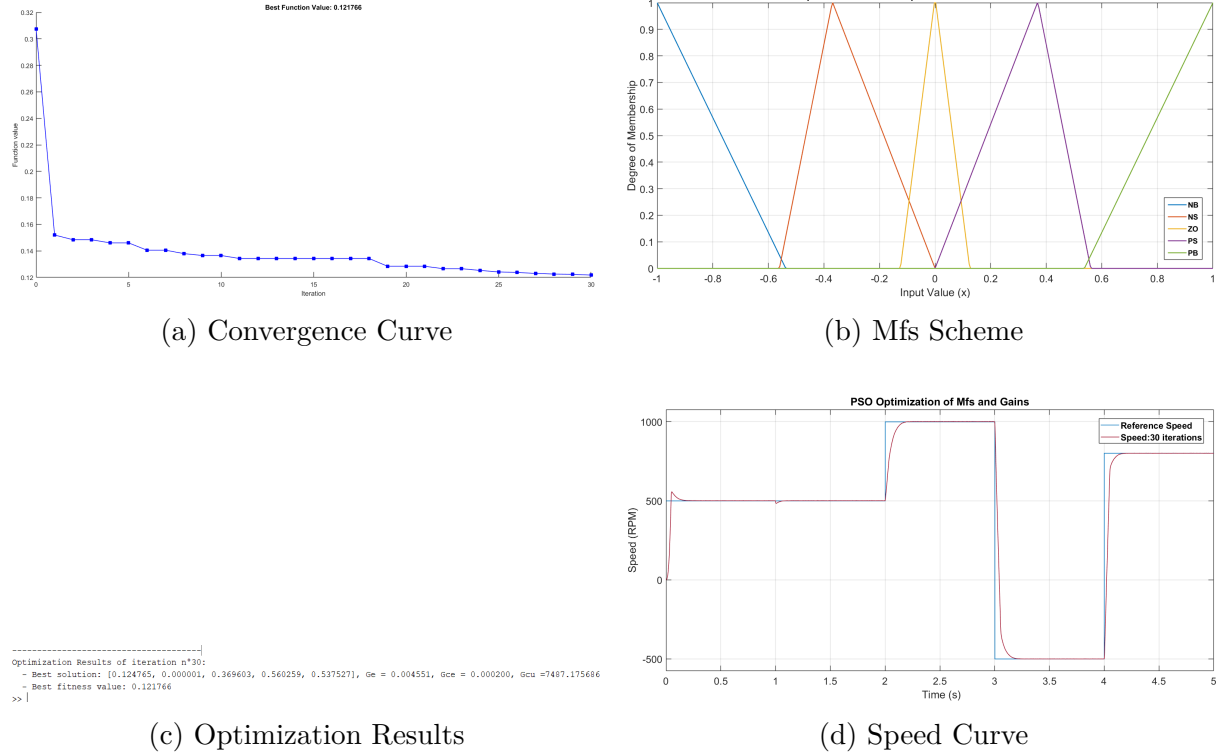 Best Function Value: 0.121766
0.32
0.3
0.28
0.26
0.24
0.22
0.2
0.18
0.16
0.14
0.12
Function value
0 5 10 15 20 25 30
Iteration
(a) Convergence Curve
1
0.9
0.8
0.7
0.6
0.5
0.4
0.3
0.2
0.1
0
Degree of Membership
NB
NS
ZO
PS
PB
-1 -0.8 -0.6 -0.4 -0.2 0 0.2 0.4 0.6 0.8 1
Input Value (x)
(b) Mfs Scheme
-----------------------------------------|
Optimization Results of iteration n°30:
- Best solution: [0.124765, 0.000001, 0.369603, 0.560259, 0.537527], Ge = 0.004551, Gce = 0.000200, Gcu =7487.175686
- Best fitness value: 0.121766
>>
(c) Optimization Results
PSO Optimization of Mfs and Gains
1000
500
0
-500
Speed (RPM)
Reference Speed
Speed:30 iterations
0 0.5 1 1.5 2 2.5 3 3.5 4 4.5 5
Time (s)
(d) Speed Curve